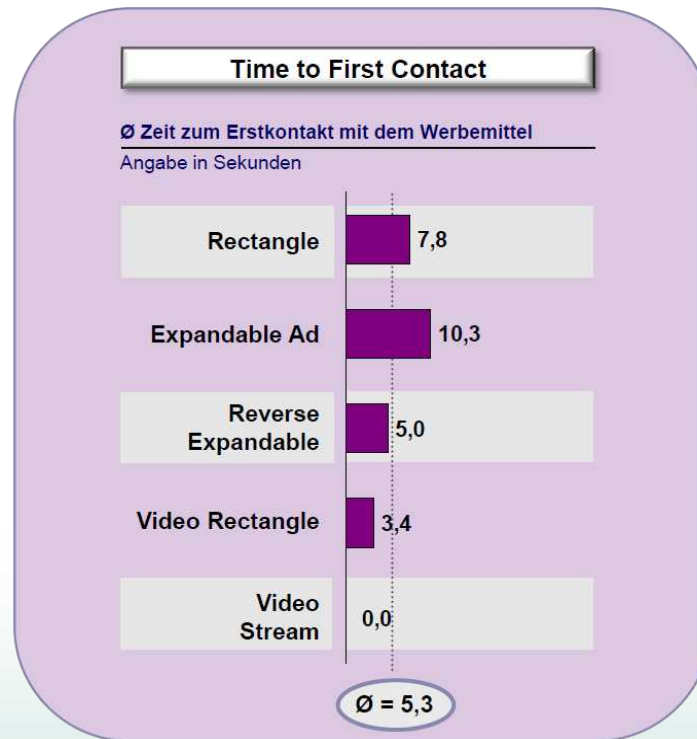 Time to First Contact
Ø Zeit zum Erstkontakt mit dem Werbemittel
Angabe in Sekunden
Rectangle
7,8
Expandable Ad
10,3
Reverse
Expandable
5,0
Video Rectangle
3,4
Video
Stream
0,0
Ø = 5,3